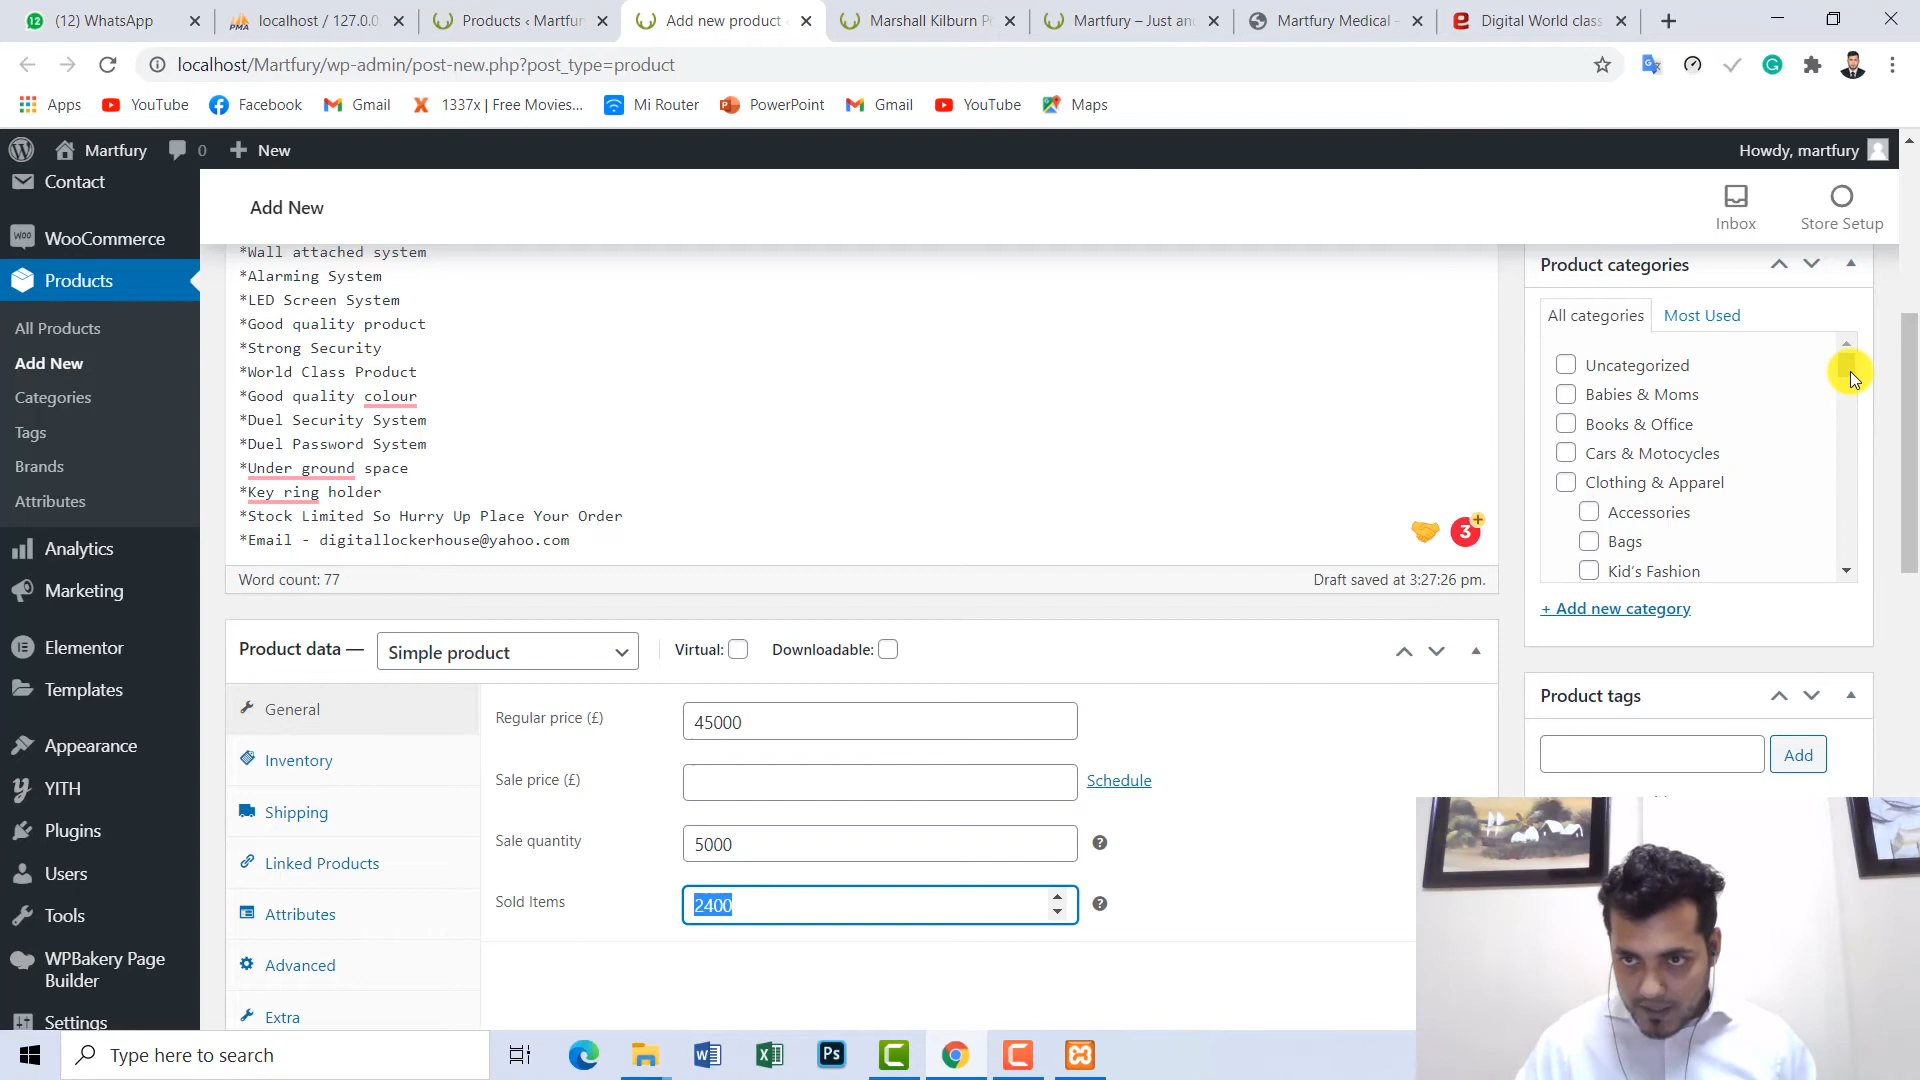 (12) WhatsApp
localhost / 127.0.0.
Products ‹ Martfur
Add new product
Marshall Kilburn P
Martfury – Just an
Martfury Medical –
Digital World class
localhost/Martfury/wp-admin/post-new.php?post_type=product
Apps
YouTube
Facebook
Gmail
1337x | Free Movies...
Mi Router
PowerPoint
Gmail
YouTube
Maps
Martfury
0
New
Howdy, martfury
Contact
WooCommerce
Products
All Products
Add New
Categories
Tags
Brands
Attributes
Analytics
Marketing
Elementor
Templates
Appearance
YITH
Plugins
Users
Tools
WPBakery Page
Builder
Settings
Add New
Inbox
Store Setup
*Wall attached system
*Alarming System
*LED Screen System
*Good quality product
*Strong Security
*World Class Product
*Good quality colour
*Duel Security System
*Duel Password System
*Under ground space
*Key ring holder
*Stock Limited So Hurry Up Place Your Order
*Email - digitallockerhouse@yahoo.com
3
Word count: 77
Draft saved at 3:27:26 pm.
Product data —
Simple product
Virtual:
Downloadable:
General
Inventory
Shipping
Linked Products
Attributes
Advanced
Extra
Regular price (£)
45000
Sale price (£)
Schedule
Sale quantity
5000
Sold Items
2400
Product categories
All categories
Most Used
Uncategorized
Babies & Moms
Books & Office
Cars & Motocycles
Clothing & Apparel
Accessories
Bags
Kid's Fashion
+ Add new category
Product tags
Add
Type here to search